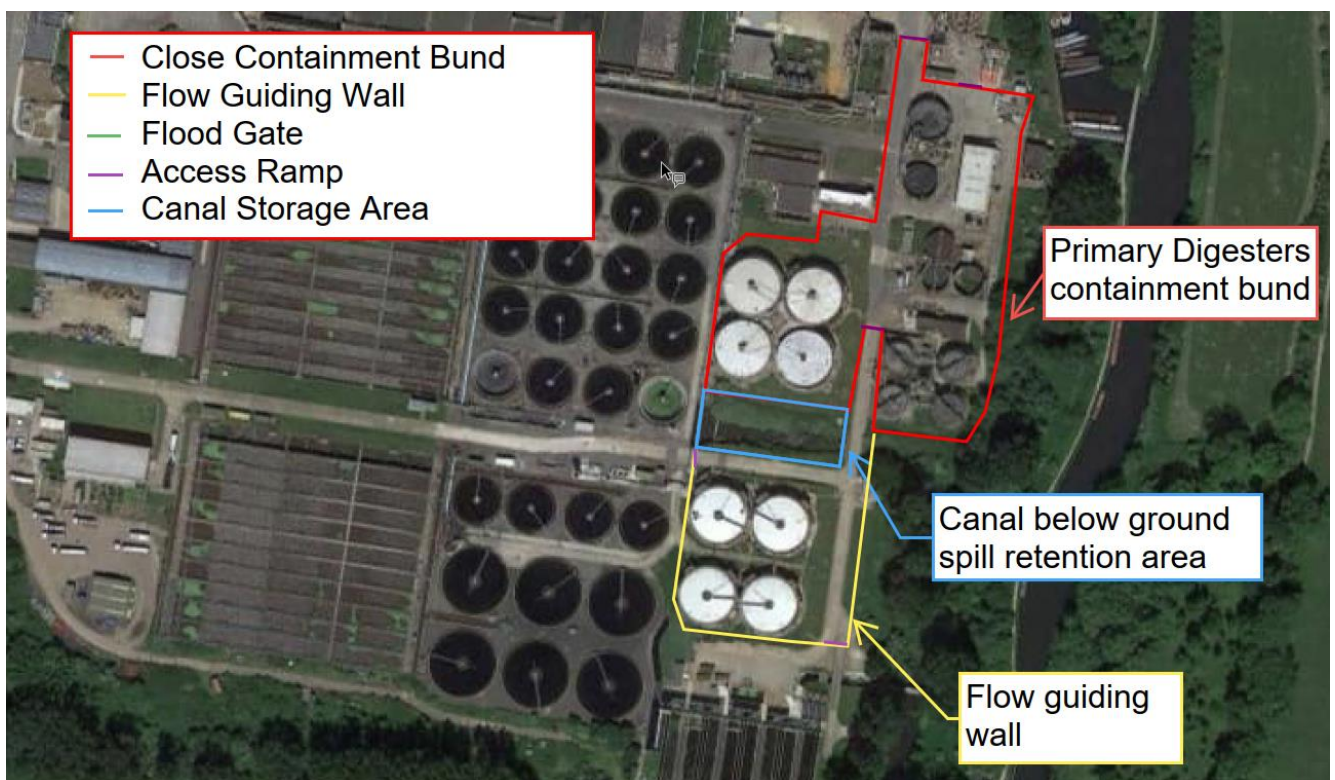 Close Containment Bund
Flow Guiding Wall
Flood Gate
Access Ramp
Canal Storage Area
Primary Digesters
containment bund
Canal below ground
spill retention area
Flow guiding
wall